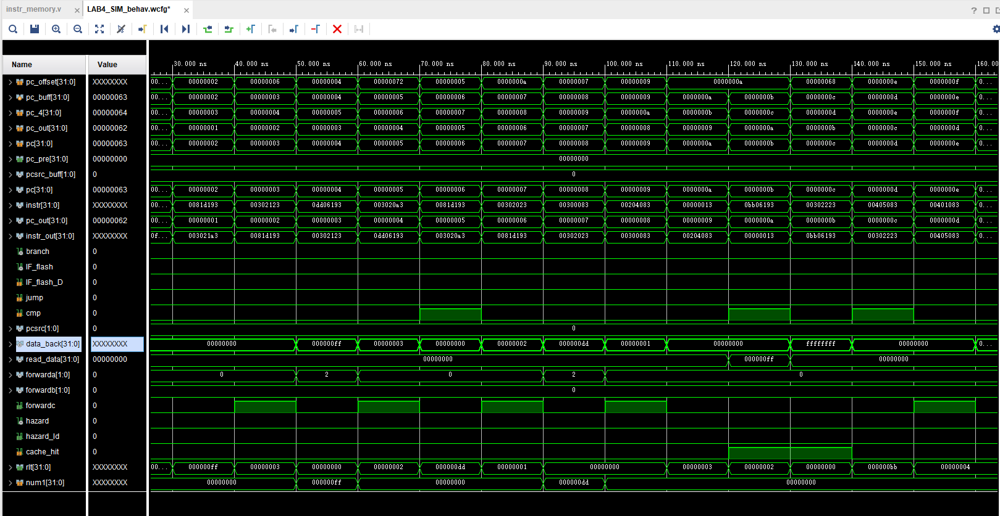 instr_memory.v × LAB4_SIM_behav.wcfg* ×
?
Name Value 30.000 ns 40.000 ns 50.000 ns 60.000 ns 70.000 ns 80.000 ns 90.000 ns 100.000 ns 110.000 ns 120.000 ns 130.000 ns 140.000 ns 150.000 ns 160.00
pc_offset[31:0] XXXXXXXX 00... 00000002 00000006 00000004 00000072 00000005 0000000a 00000007 00000009 0000000a 00000068 0000000e 0000000f 0...
pc_buff[31:0] 00000063 00... 00000002 00000003 00000004 00000005 00000006 00000007 00000008 00000009 0000000a 0000000b 0000000c 0000000d 0000000e 0...
pc_4[31:0] 00000064 00... 00000003 00000004 00000005 00000006 00000007 00000008 00000009 0000000a 0000000b 0000000c 0000000d 0000000e 0000000f 0...
pc_out[31:0] 00000062 00... 00000001 00000002 00000003 00000004 00000005 00000006 00000007 00000008 00000009 0000000a 0000000b 0000000c 0000000d 0...
pc[31:0] 00000063 00... 00000002 00000003 00000004 00000005 00000006 00000007 00000008 00000009 0000000a 0000000b 0000000c 0000000d 0000000e 0...
pc_pre[31:0] 00000000 00000000
pcsrc_buff[1:0] 0 0
pc[31:0] 00000063 00... 00000002 00000003 00000004 00000005 00000006 00000007 00000008 00000009 0000000a 0000000b 0000000c 0000000d 0000000e 0...
instr[31:0] XXXXXXXX 00... 0081d193 00302123 0dd06193 003020a3 0081d193 00302023 00300083 00204083 00000013 0bb06193 00302223 00405083 00401083 0...
pc_out[31:0] 00000062 00... 00000001 00000002 00000003 00000004 00000005 00000006 00000007 00000008 00000009 0000000a 0000000b 0000000c 0000000d 0...
instr_out[31:0] XXXXXXXX 0f... 003021a3 0081d193 00302123 0dd06193 003020a3 0081d193 00302023 00300083 00204083 00000013 0bb06193 00302223 00405083 0...
branch 0
IF_flash 0
IF_flash_D 0
jump 0
cmp 0
pcsrc[1:0] 0 0
data_back[31:0] XXXXXXXX 00000000 000000ff 00000003 00000000 00000002 000000dd 00000001 00000000 ffffffff 00000000 0...
read_data[31:0] 00000000 00000000 000000ff 00000000
forwarda[1:0] 0 0 2 0 2 0
forwardb[1:0] 0 0
forwardc 0
hazard 0
hazard_ld 0
cache_hit 0
rlt[31:0] XXXXXXXX 00... 000000ff 00000003 00000000 00000002 000000dd 00000001 00000000 00000003 00000002 00000000 000000bb 00000004
num1[31:0] XXXXXXXX 00000000 000000ff 00000000 000000dd 00000000